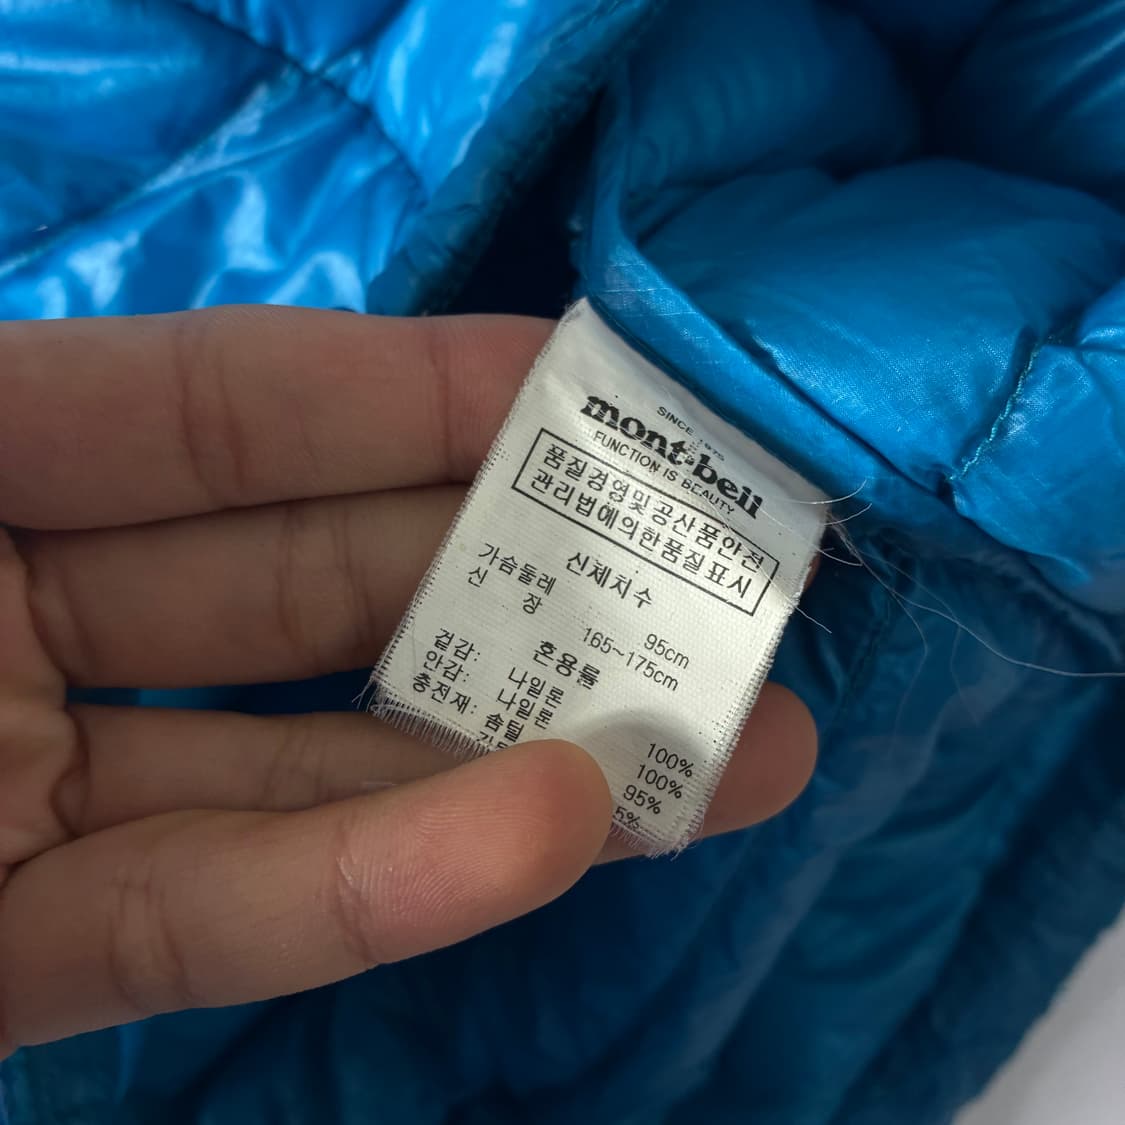 SINCE 1975
mont·bell
FUNCTION IS BEAUTY
품질경영및공산품안전
관리법에의한품질표시
신체치수
가슴둘레 95cm
신 장 165~175cm
혼용률
겉감: 나일론 100%
안감: 나일론 100%
충전재: 솜털 95%
5%